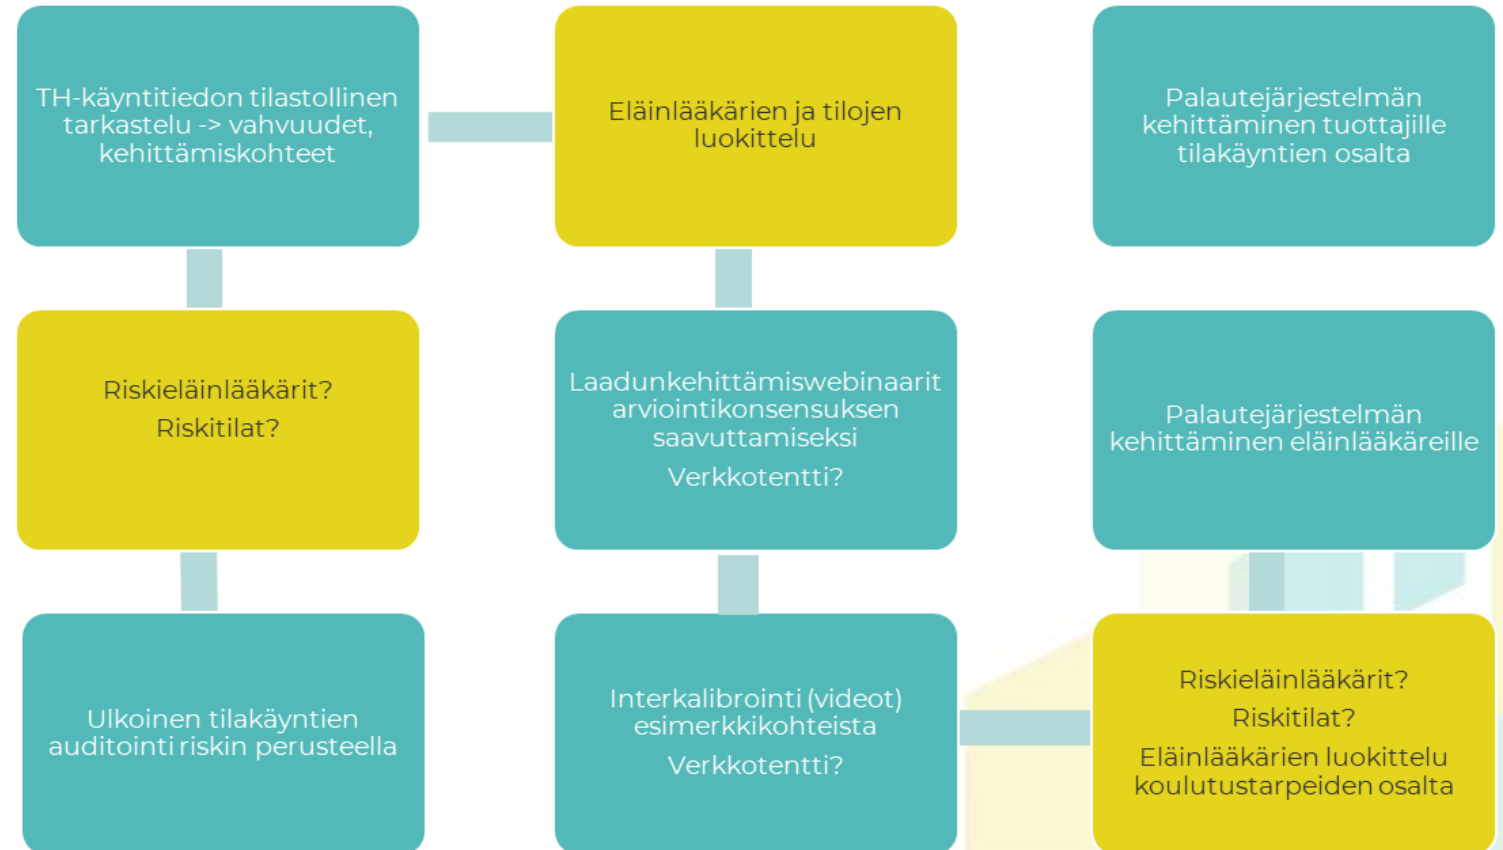 TH-käyntitiedon tilastollinen
tarkastelu -> vahvuudet,
kehittämiskohteet
Eläinlääkärien ja tilojen
luokittelu
Palautejärjestelmän
kehittäminen tuottajille
tilakäyntien osalta
Riskieläinlääkärit?
Riskitilat?
Laadunkehittämiswebinaarit
arviointikonsensuksen
saavuttamiseksi
Verkkotentti?
Palautejärjestelmän
kehittäminen eläinlääkäreille
Ulkoinen tilakäyntien
auditointi riskin perusteella
Interkalibrointi (videot)
esimerkkikohteista
Verkkotentti?
Riskieläinlääkärit?
Riskitilat?
Eläinlääkärien luokittelu
koulutustarpeiden osalta